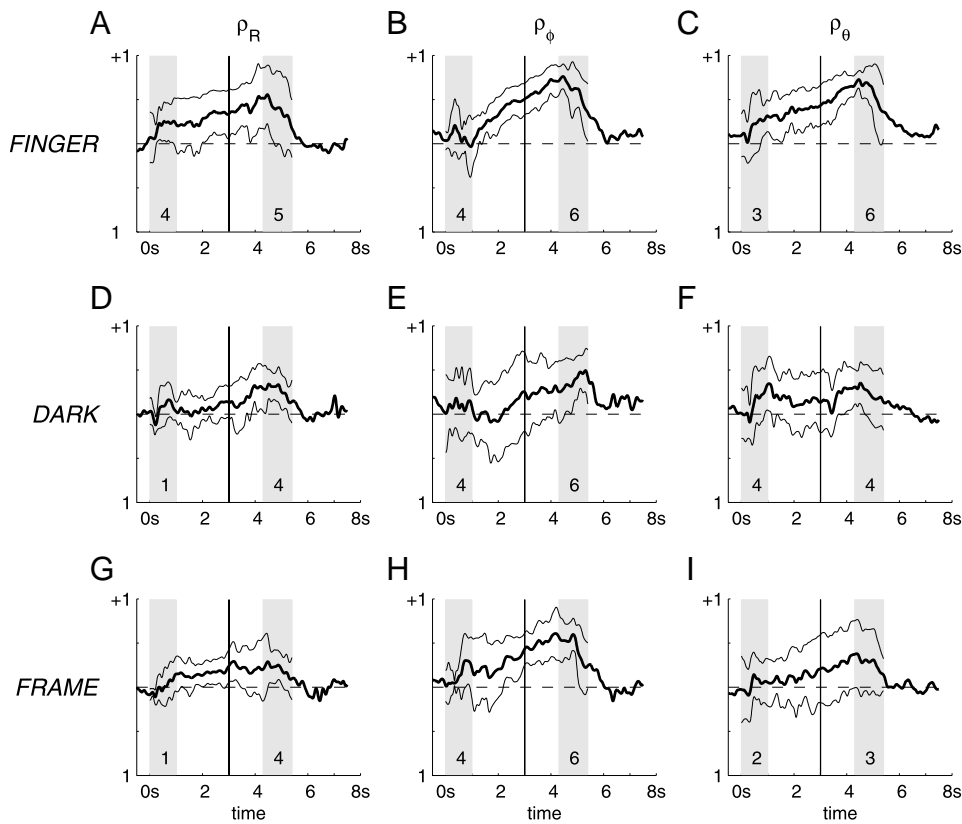 A B C
ρR ρϕ ρθ
FINGER
+1 +1 +1
4 5 4 6 3 6
1 1 1
0s 2 4 6 8s 0s 2 4 6 8s 0s 2 4 6 8s
D E F
DARK
+1 +1 +1
1 4 4 6 4 4
1 1 1
0s 2 4 6 8s 0s 2 4 6 8s 0s 2 4 6 8s
G H I
FRAME
+1 +1 +1
1 4 4 6 2 3
1 1 1
0s 2 4 6 8s 0s 2 4 6 8s 0s 2 4 6 8s
time time time